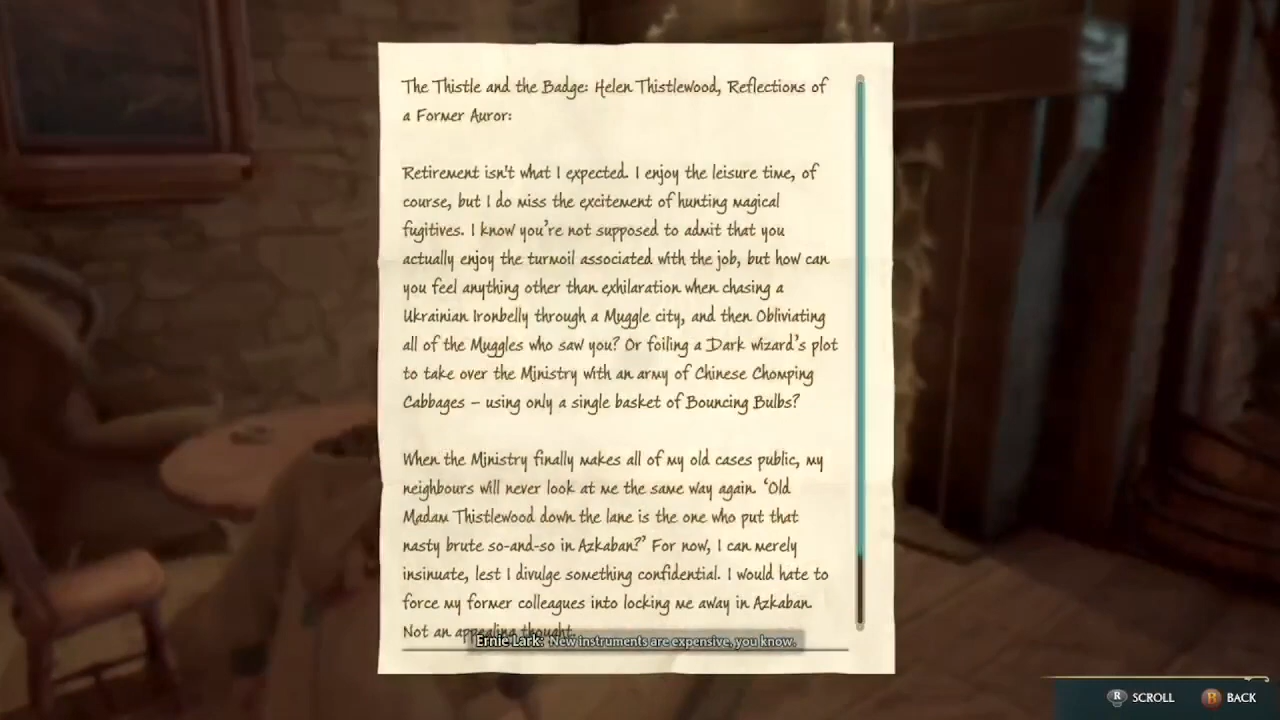 The Thistle and the Badge: Helen Thistlewood, Reflections of
a Former Auror:
Retirement isn't what I expected. I enjoy the leisure time, of
course, but I do miss the excitement of hunting magical
fugitives. I know you're not supposed to admit that you
actually enjoy the turmoil associated with the job, but how can
you feel anything other than exhilaration when chasing a
Ukrainian Ironbelly through a Muggle city, and then Obliviating
all of the Muggles who saw you? Or foiling a Dark wizard's plot
to take over the Ministry with an army of Chinese Chomping
Cabbages – using only a single basket of Bouncing Bulbs?
When the Ministry finally makes all of my old cases public, my
neighbours will never look at me the same way again. 'Old
Madam Thistlewood down the lane is the one who put that
nasty brute so-and-so in Azkaban?' For now, I can merely
insinuate, lest I divulge something confidential. I would hate to
force my former colleagues into locking me away in Azkaban.
Not an appealing thought.
Ernie Lark: New instruments are expensive, you know.
R SCROLL B BACK